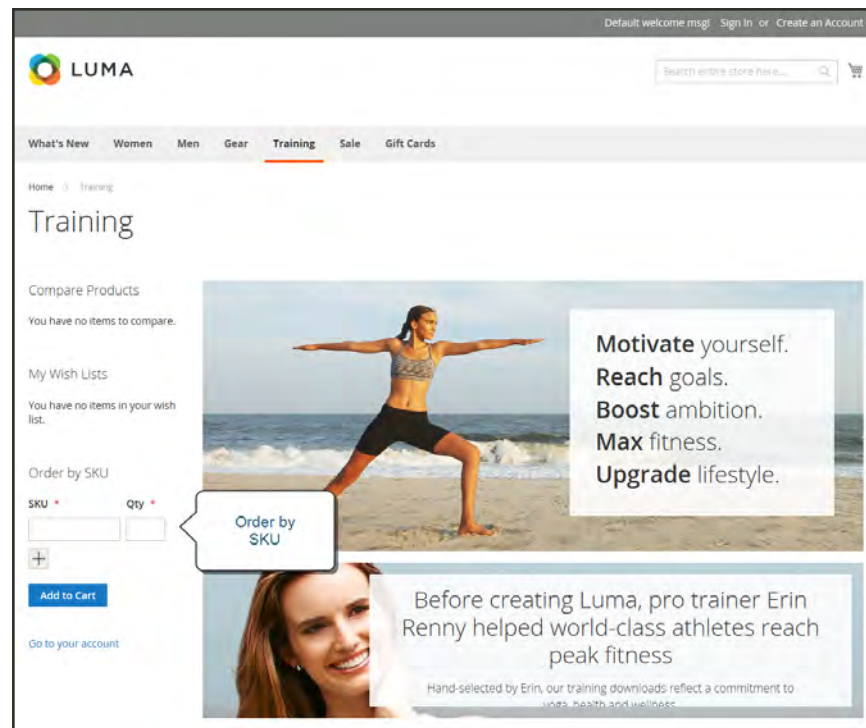 Default welcome msg! Sign In or Create an Account
LUMA
Search entire store here...
What's New Women Men Gear Training Sale Gift Cards
Home Training
Training
Compare Products
You have no items to compare.
My Wish Lists
You have no items in your wish
list.
Order by SKU
SKU * Qty *
Add to Cart
Go to your account
Order by
SKU
Motivate yourself.
Reach goals.
Boost ambition.
Max fitness.
Upgrade lifestyle.
Before creating Luma, pro trainer Erin
Renny helped world-class athletes reach
peak fitness
Hand-selected by Erin, our training downloads reflect a commitment to
yoga, health and wellness